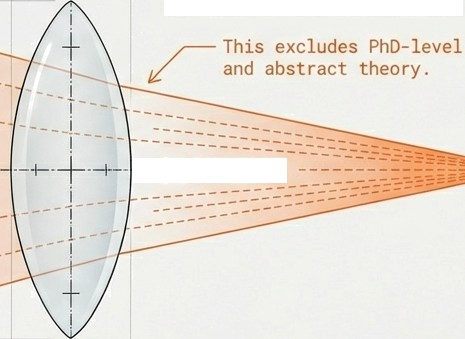 This excludes PhD-level
and abstract theory.